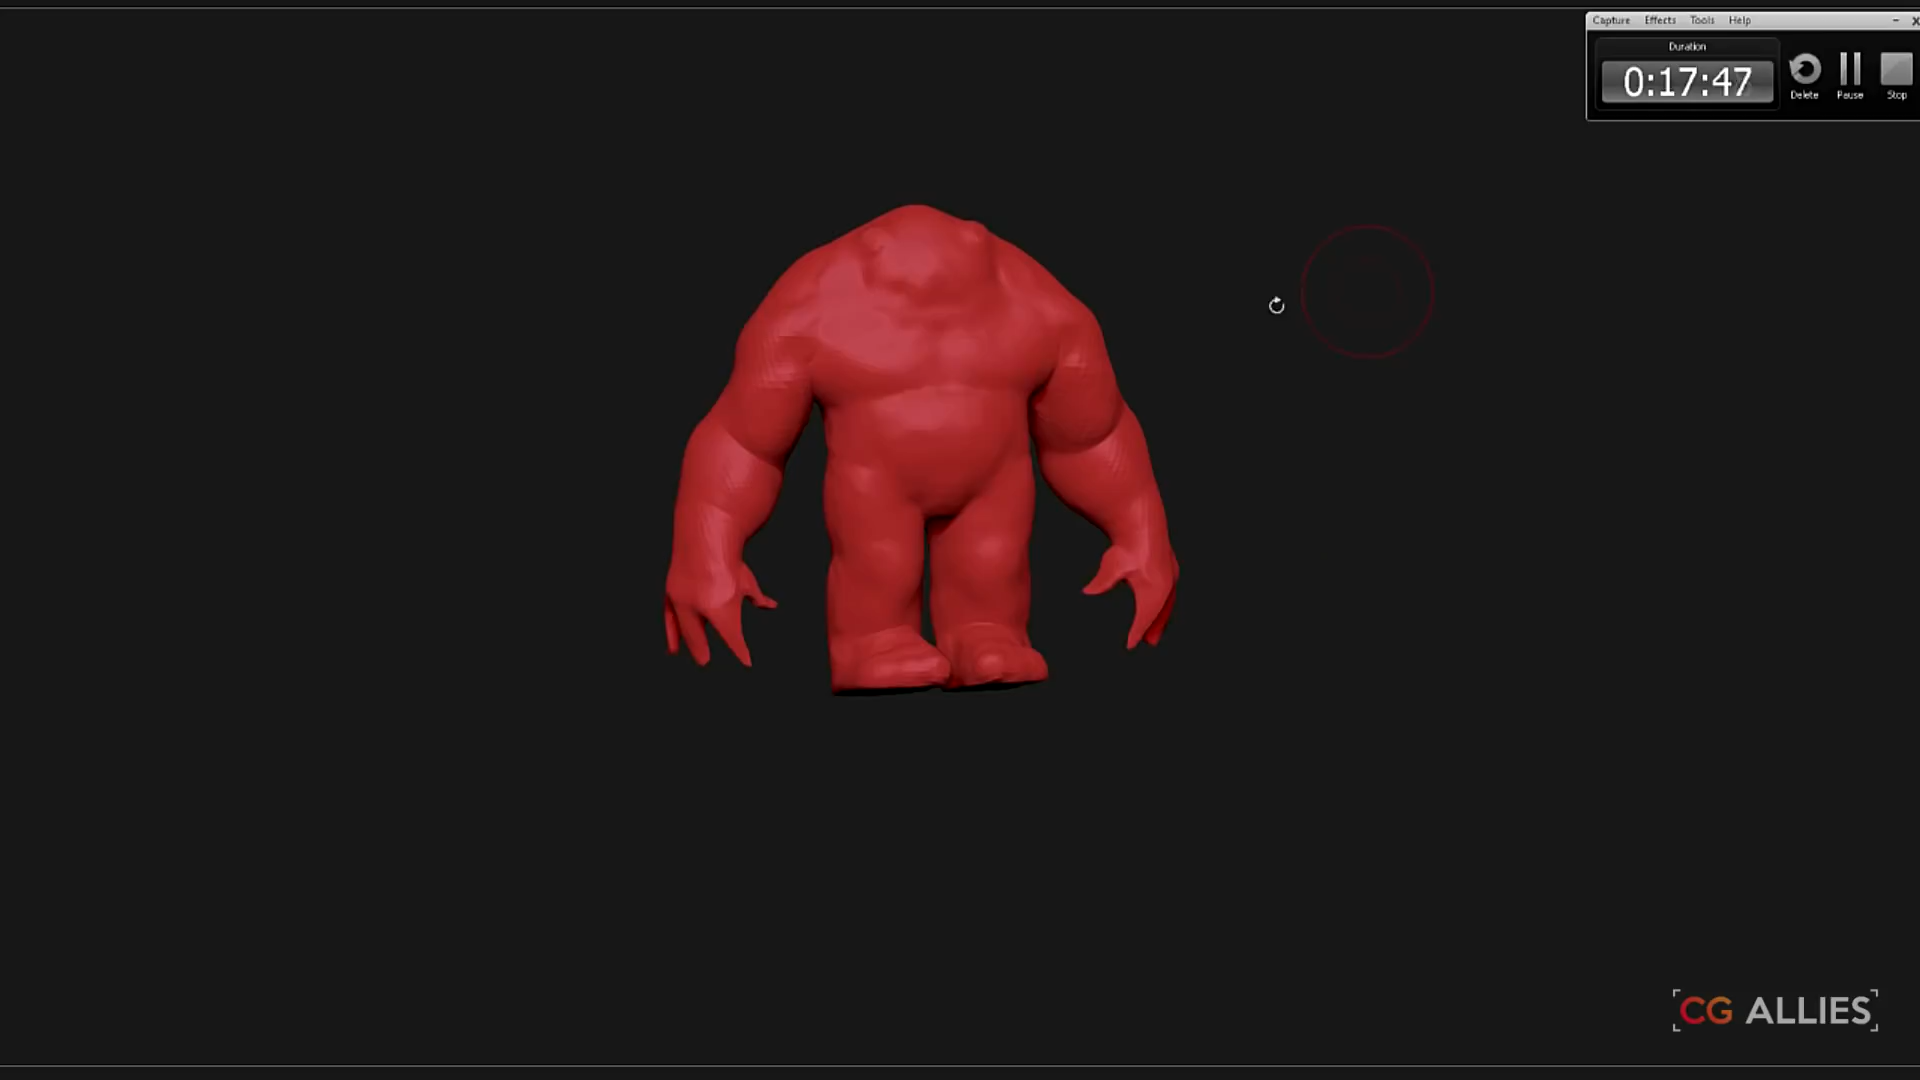 Capture Effects Tools Help
Duration
0:17:47
Delete Pause Stop
CG ALLIES